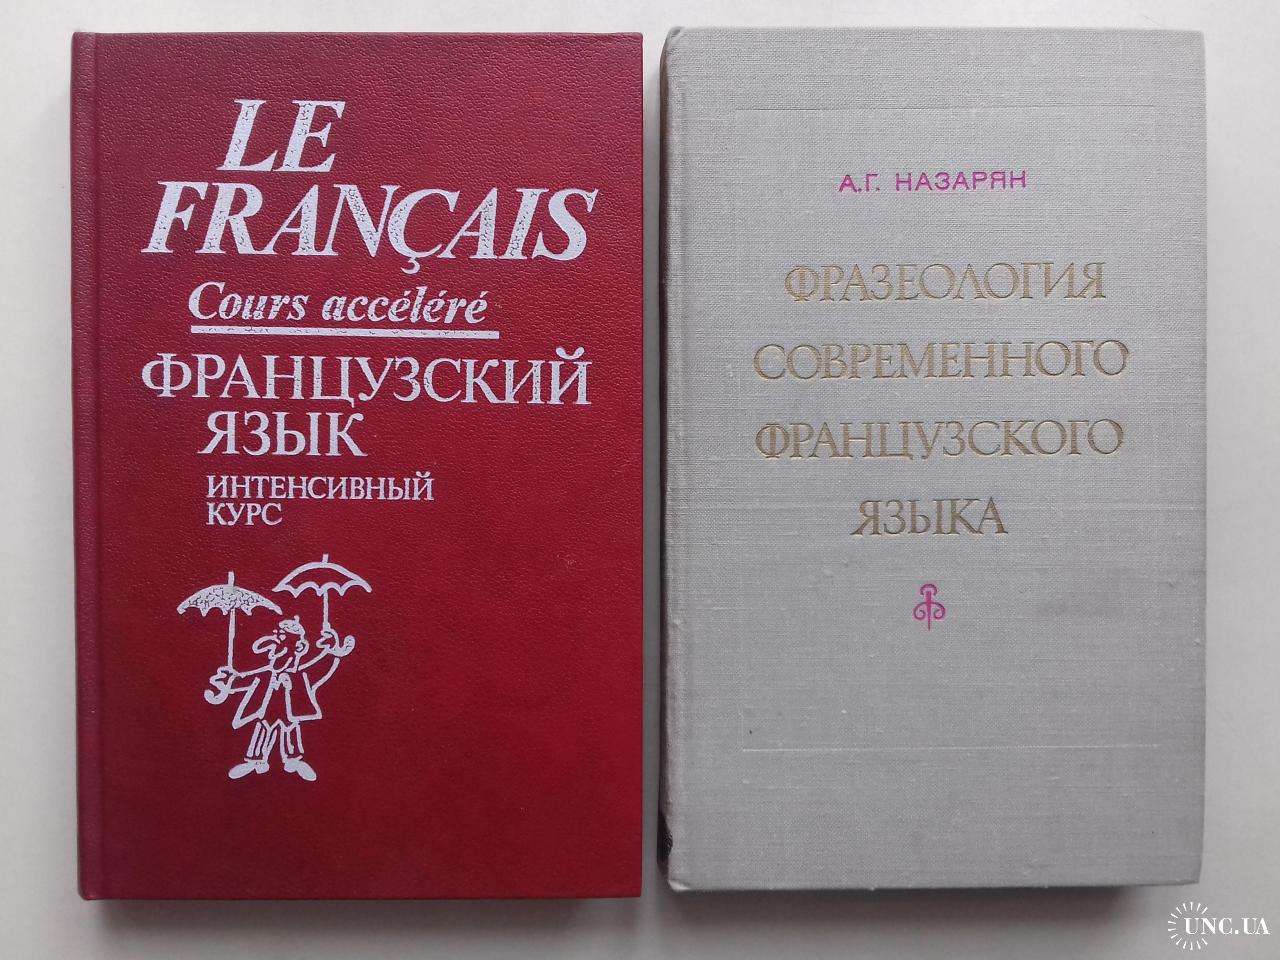 LE
FRANÇAIS
Cours accéléré
ФРАНЦУЗСКИЙ
ЯЗЫК
ИНТЕНСИВНЫЙ
КУРС
А.Г. НАЗАРЯН
ФРАЗЕОЛОГИЯ
СОВРЕМЕННОГО
ФРАНЦУЗСКОГО
ЯЗЫКА
UNC.UA